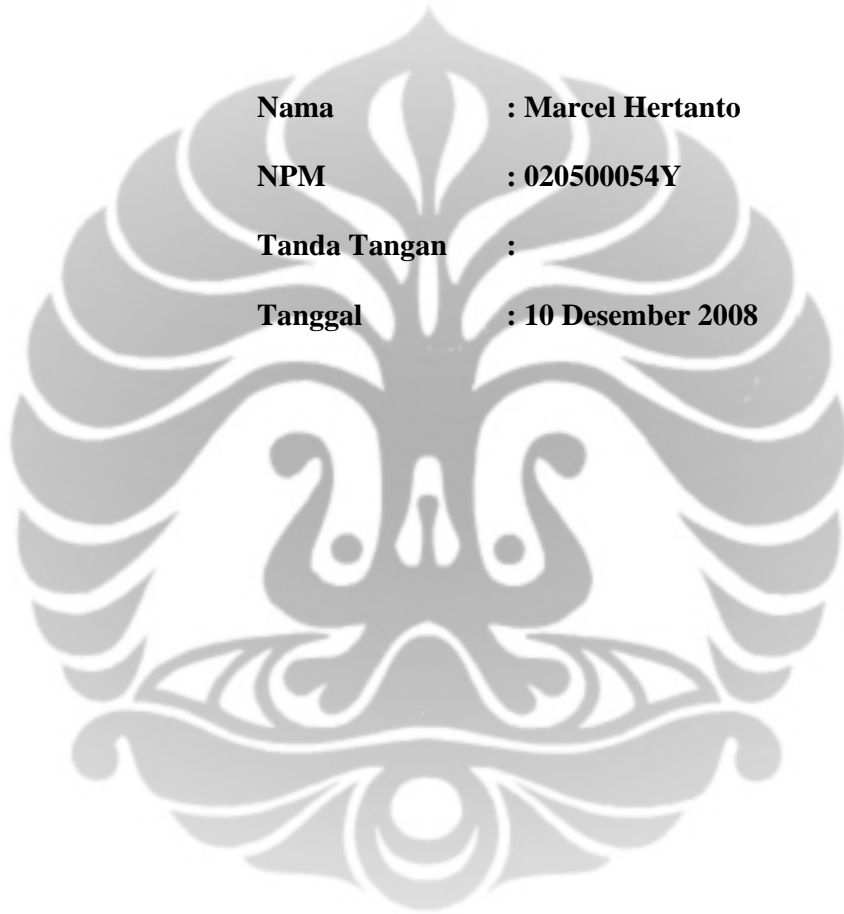 Nama : Marcel Hertanto
NPM : 020500054Y
Tanda Tangan :
Tanggal : 10 Desember 2008